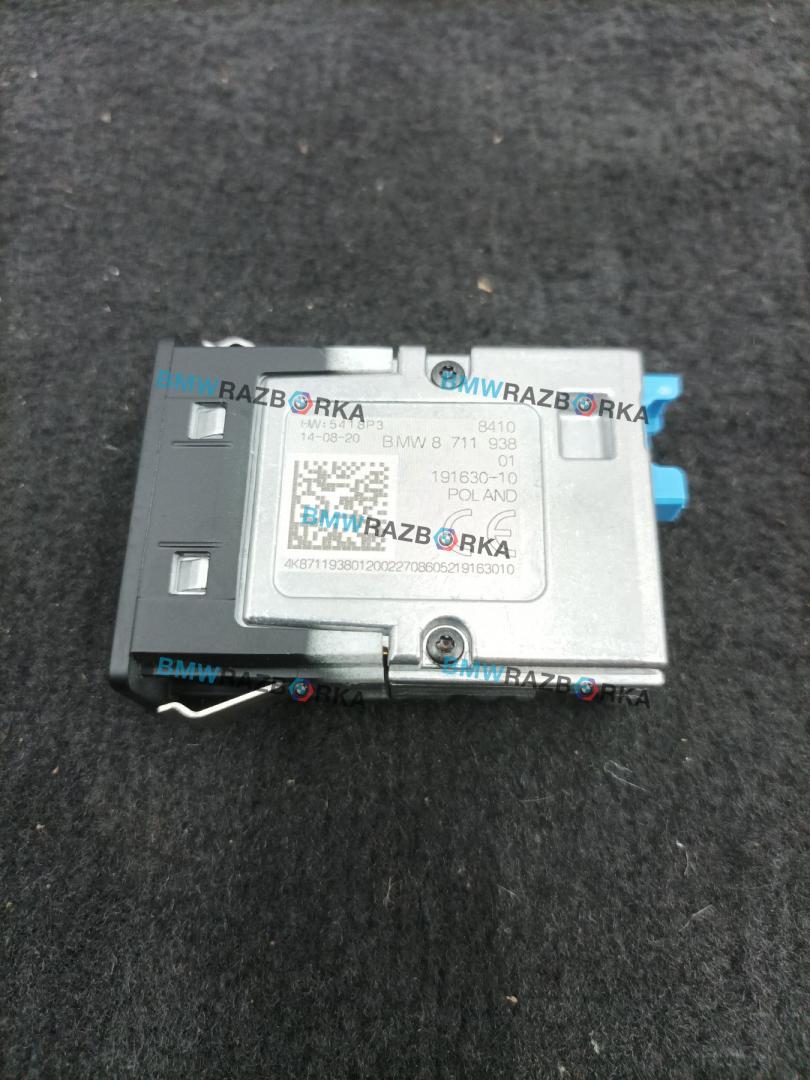 BMWRAZBORKA
BMWRAZBORKA
HW:5418P3
8410
14-08-20
BMW 8 711 938
01
191630-10
POLAND
BMWRAZBORKA
CE
4K87119380120022708605219163010
BMWRAZBORKA
BMWRAZBORKA